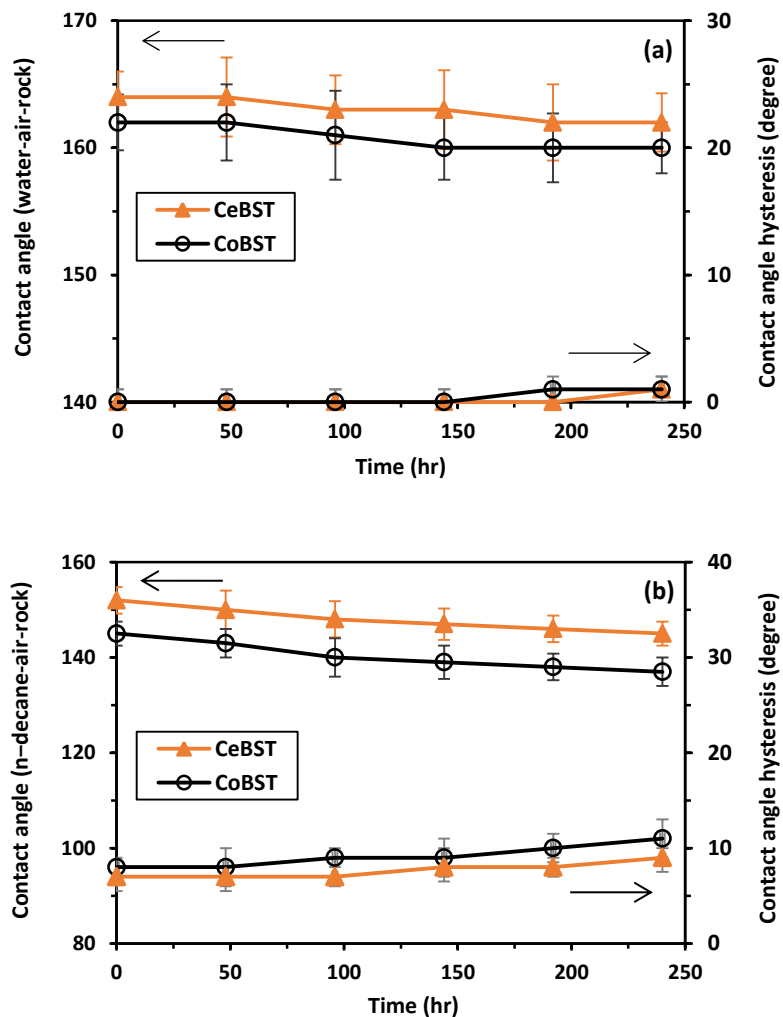 (a)
Contact angle (water-air-rock)
170
160
150
140
CeBST
CoBST
30
20
10
0
Contact angle hysteresis (degree)
0 50 100 150 200 250
Time (hr)
(b)
Contact angle (n–decane-air-rock)
160
140
120
100
80
CeBST
CoBST
40
30
20
10
0
Contact angle hysteresis (degree)
0 50 100 150 200 250
Time (hr)